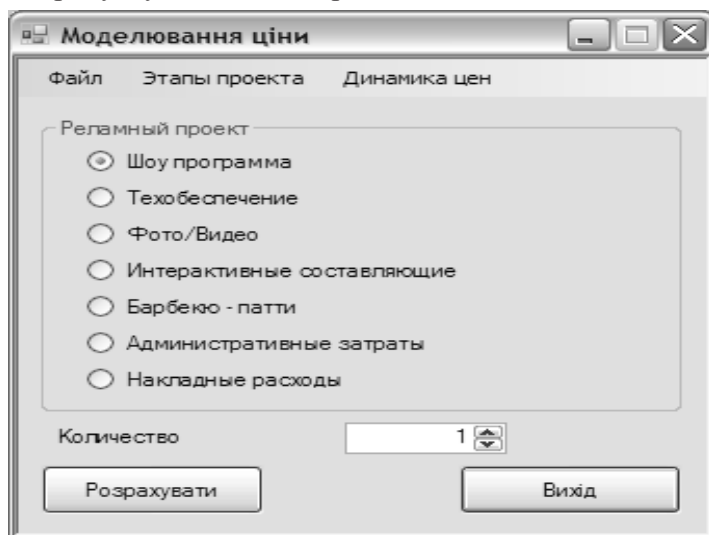 Моделювання ціни
Файл Этапы проекта Динамика цен
Реламный проект
Шоу программа
Техобеспечение
Фото/Видео
Интерактивные составляющие
Барбекю - патти
Административные затраты
Накладные расходы
Количество 1
Розрахувати Вихід